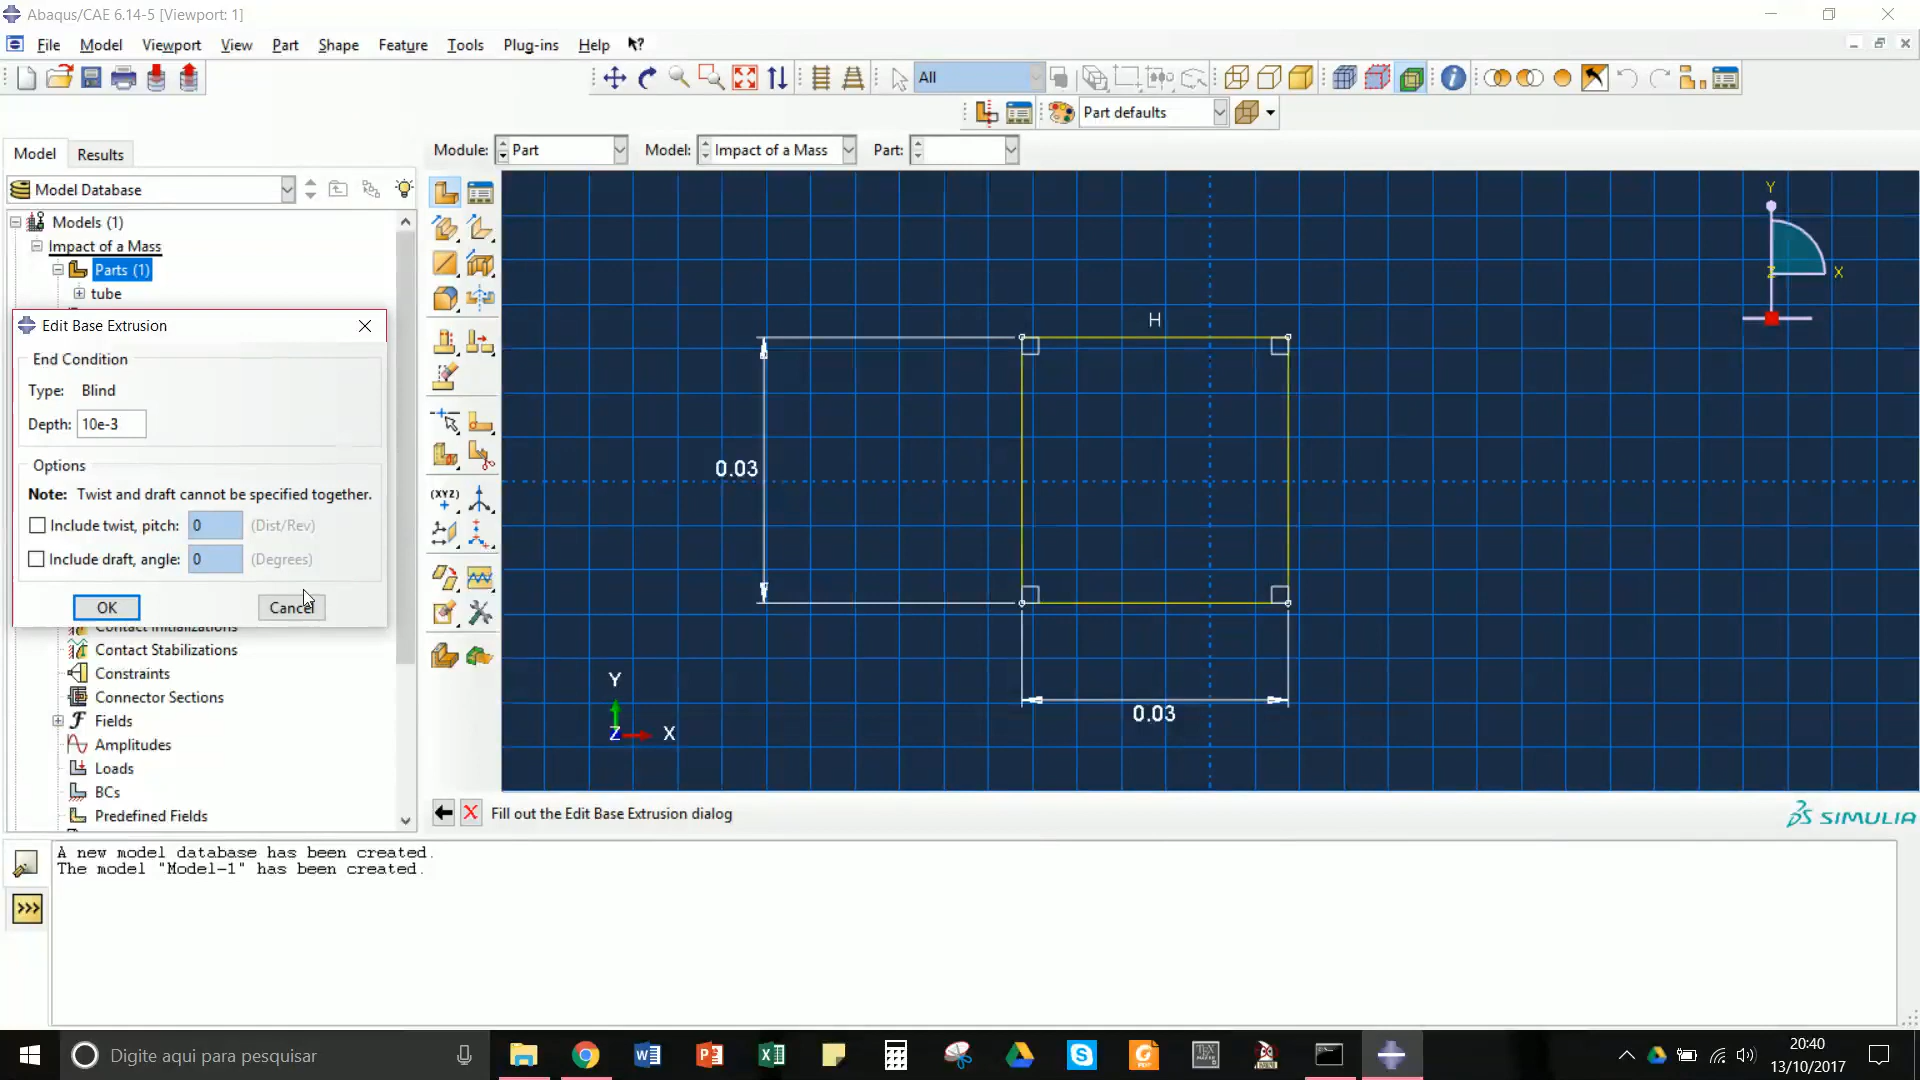 Abaqus/CAE 6.14-5 [Viewport: 1]
File Model Viewport View Part Shape Feature Tools Plug-ins Help
All
Part defaults
Model Results
Module: Part Model: Impact of a Mass Part:
Model Database
Models (1)
Impact of a Mass
Parts (1)
tube
Edit Base Extrusion
End Condition
Type: Blind
Depth: 10e-3
Options
Note: Twist and draft cannot be specified together.
Include twist, pitch: 0 (Dist/Rev)
Include draft, angle: 0 (Degrees)
OK Cancel
Contact Initializations
Contact Stabilizations
Constraints
Connector Sections
Fields
Amplitudes
Loads
BCs
Predefined Fields
(XYZ)
H
0.03
0.03
Y
Z X
Y
Z X
Fill out the Edit Base Extrusion dialog
SIMULIA
A new model database has been created.
The model "Model-1" has been created.
>>>
Digite aqui para pesquisar
20:40
13/10/2017